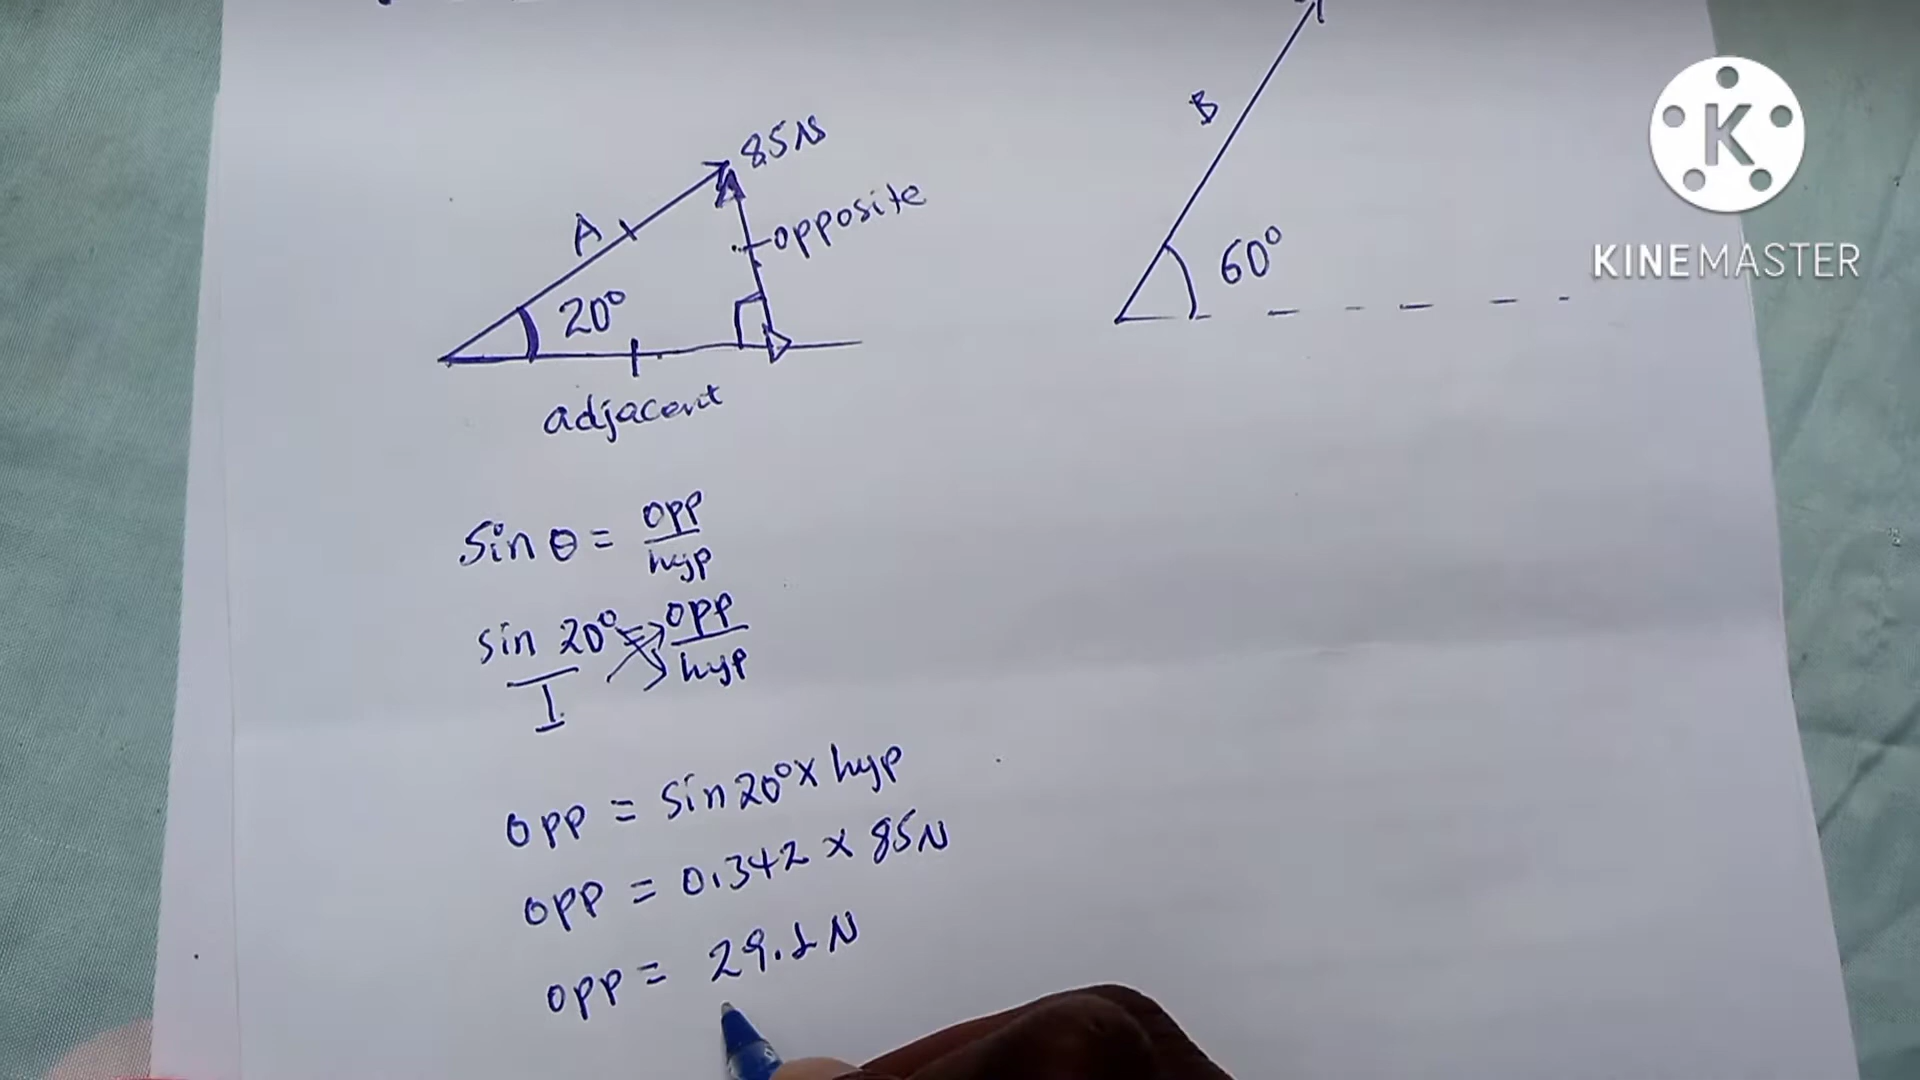 85N
A
opposite
20°
adjacent
Sin θ = opp/hyp
sin 20°/1 = opp/hyp
opp = Sin 20° x hyp
opp = 0.342 x 85N
opp = 29.1N
B
60°
K
KINEMASTER